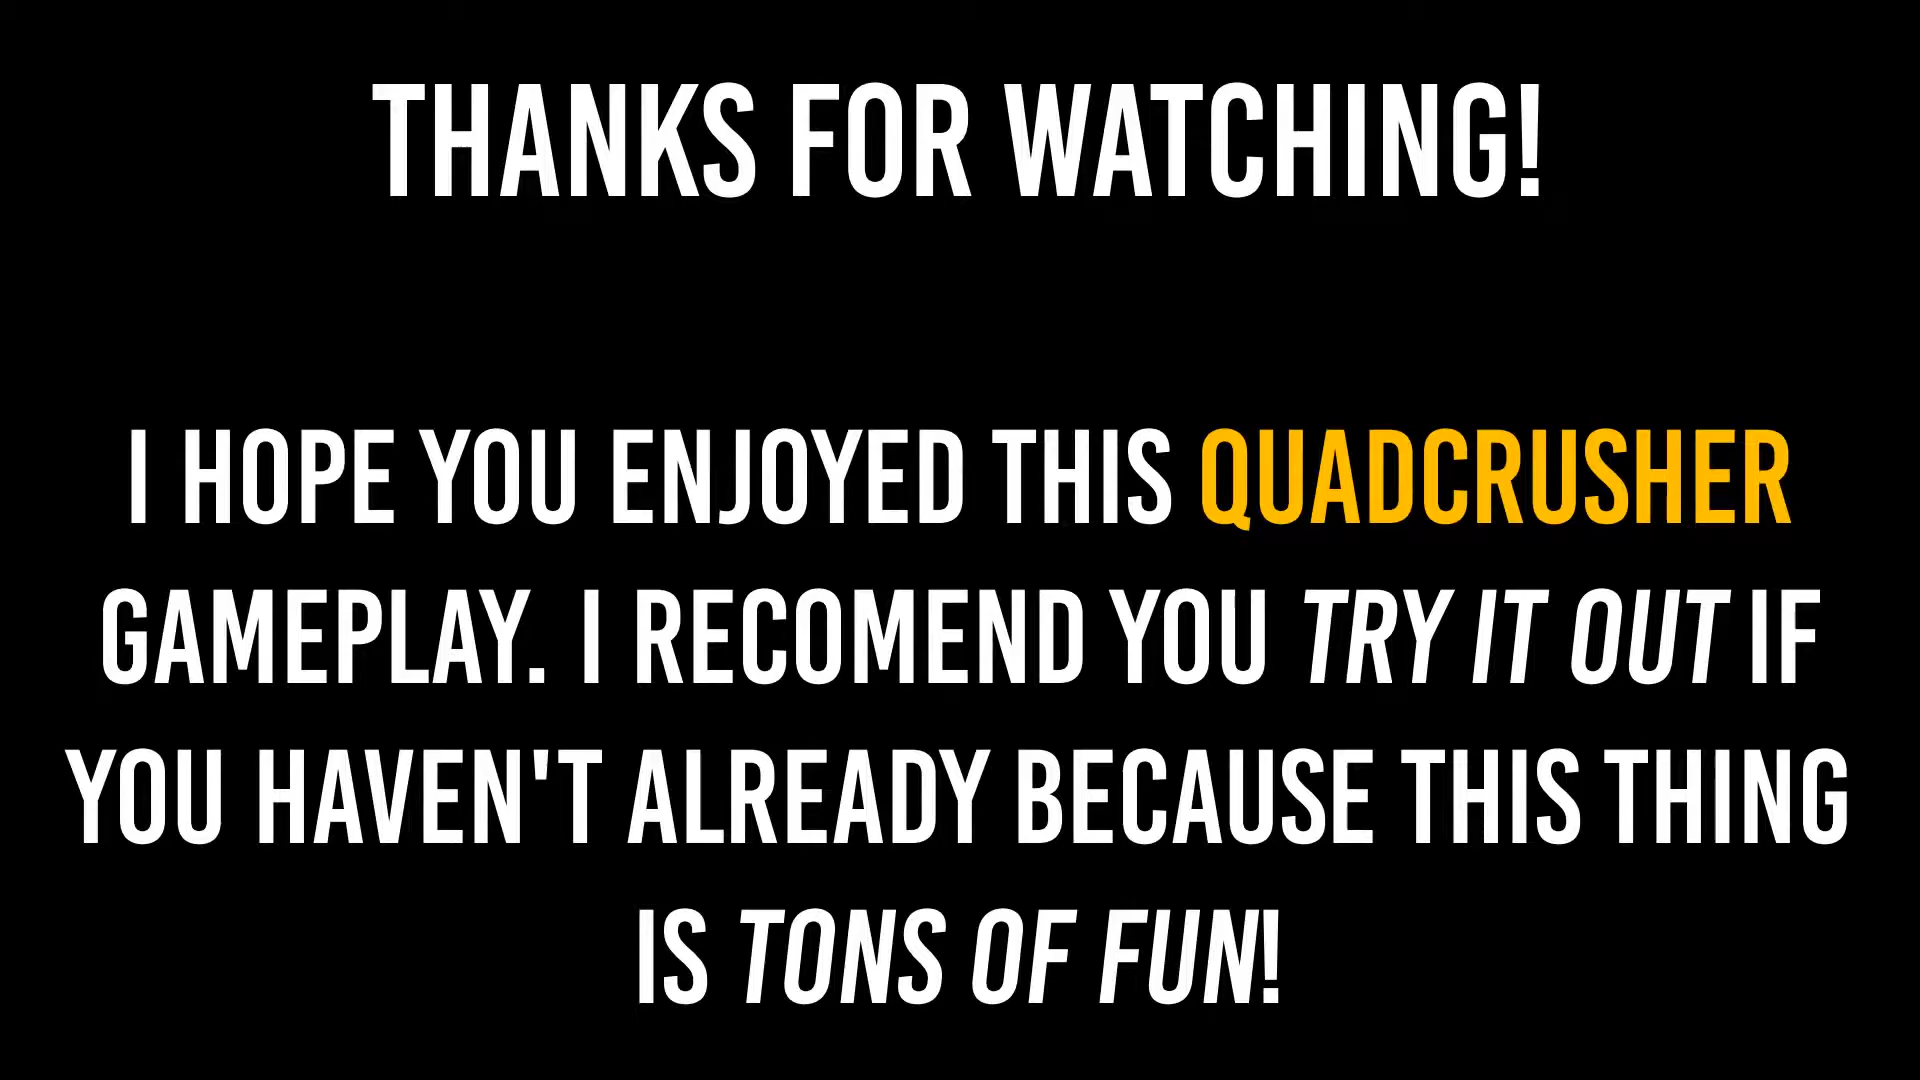 THANKS FOR WATCHING!
I HOPE YOU ENJOYED THIS QUADCRUSHER
GAMEPLAY. I RECOMEND YOU TRY IT OUT IF
YOU HAVEN'T ALREADY BECAUSE THIS THING
IS TONS OF FUN!